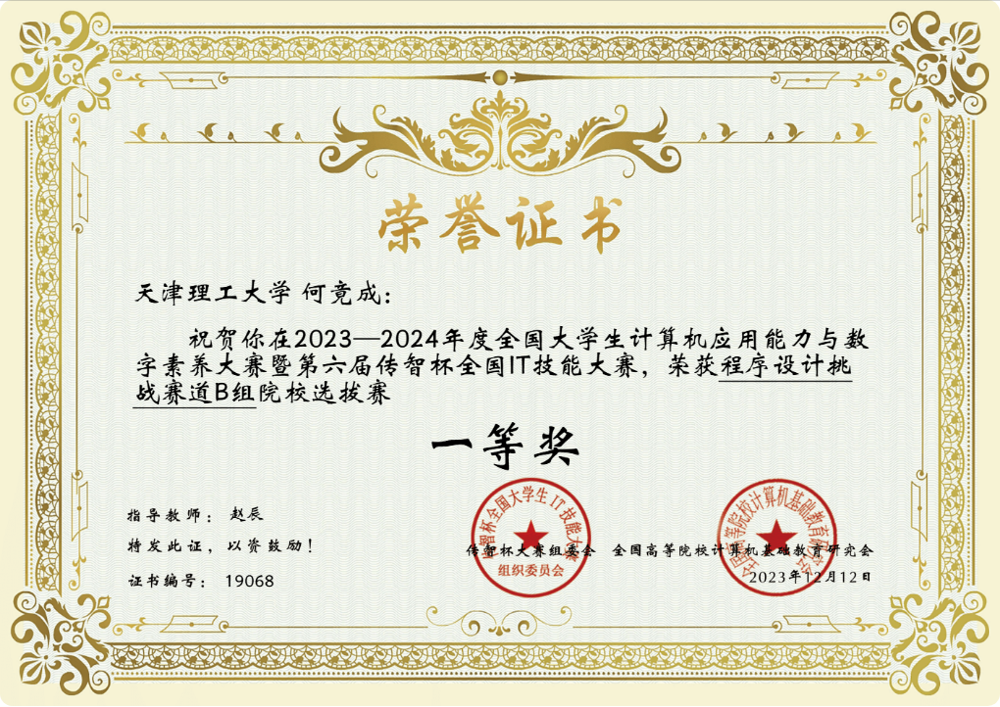 荣誉证书
天津理工大学 何竟成：
祝贺你在2023—2024年度全国大学生计算机应用能力与数
字素养大赛暨第六届传智杯全国IT技能大赛，荣获程序设计挑
战赛道B组院校选拔赛
一等奖
指导教师：赵辰
特发此证，以资鼓励！
证书编号：19068
传智杯全国大学生IT技能大赛
组织委员会
传智杯大赛组委会
全国高等院校计算机基础教育研究会
全国高等院校计算机基础教育研究会
2023年12月12日